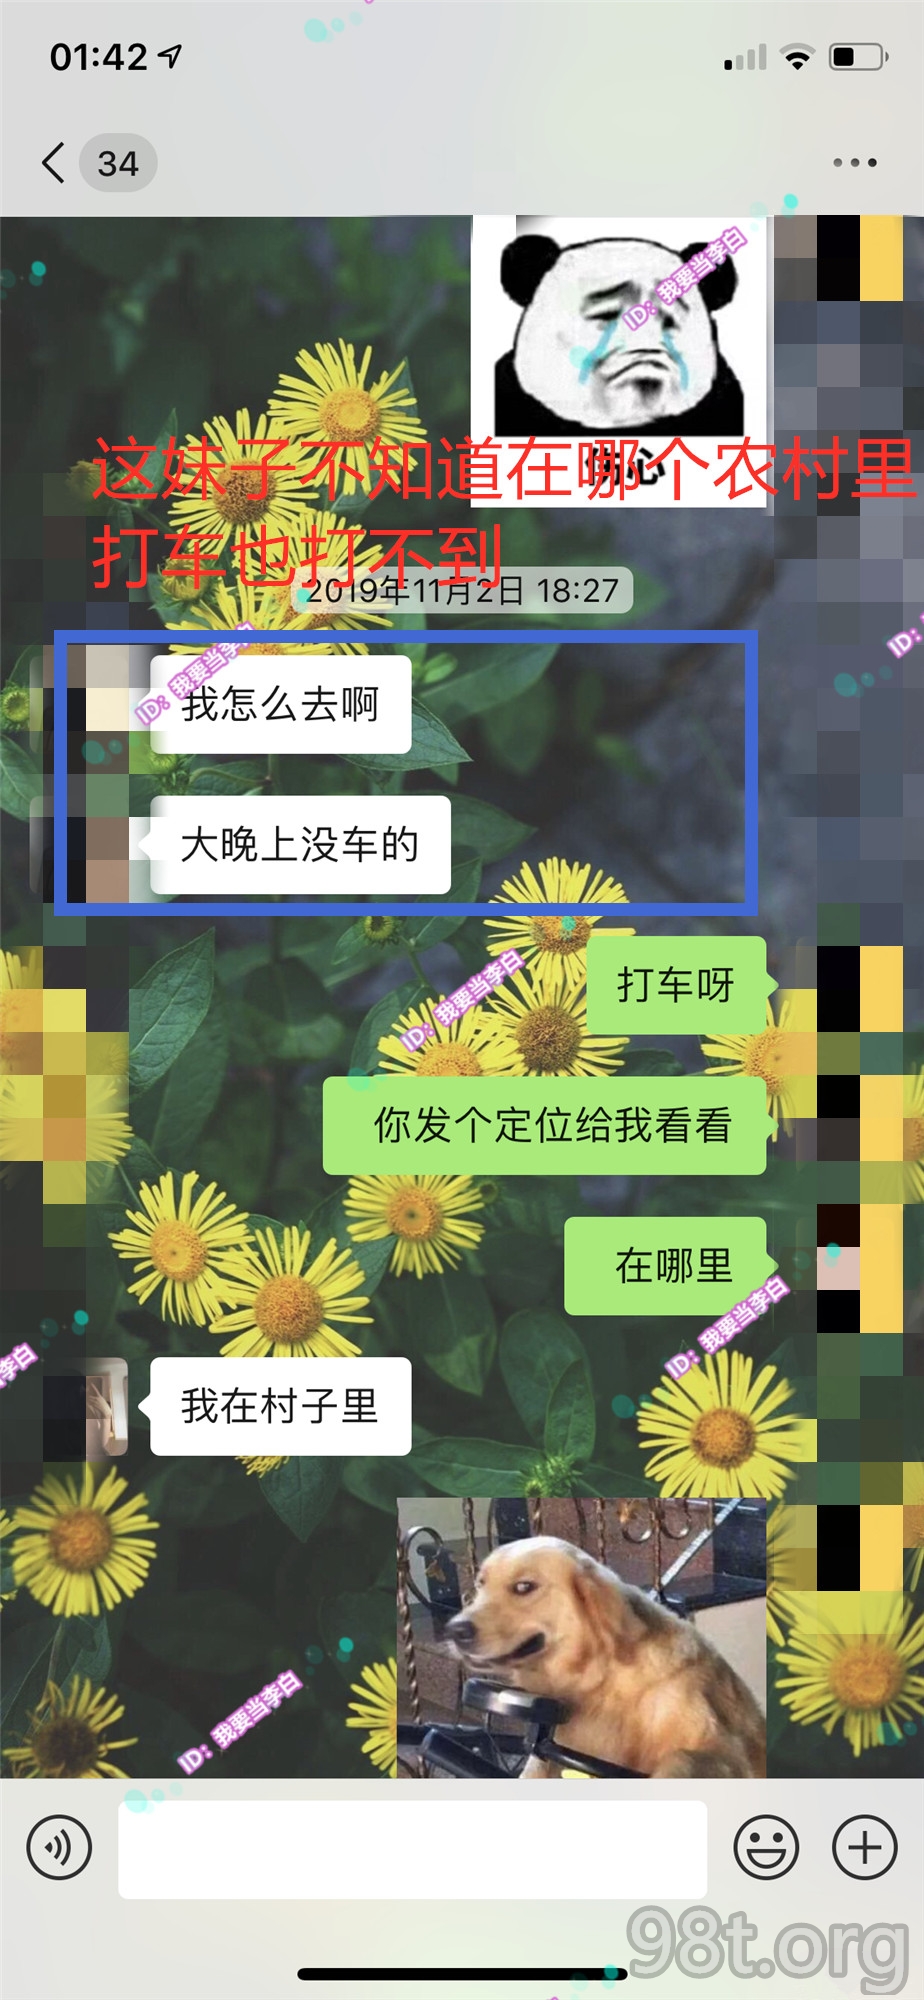 01:42
34
ID: 我要当李白
伤心
这妹子不知道在哪个农村里
打车也打不到
2019年11月2日 18:27
ID:
ID: 我要当李白
我怎么去啊
大晚上没车的
打车呀
ID: 我要当李白
你发个定位给我看看
在哪里
ID: 我要当李白
李白
我在村子里
ID: 我要当李白
98t.org